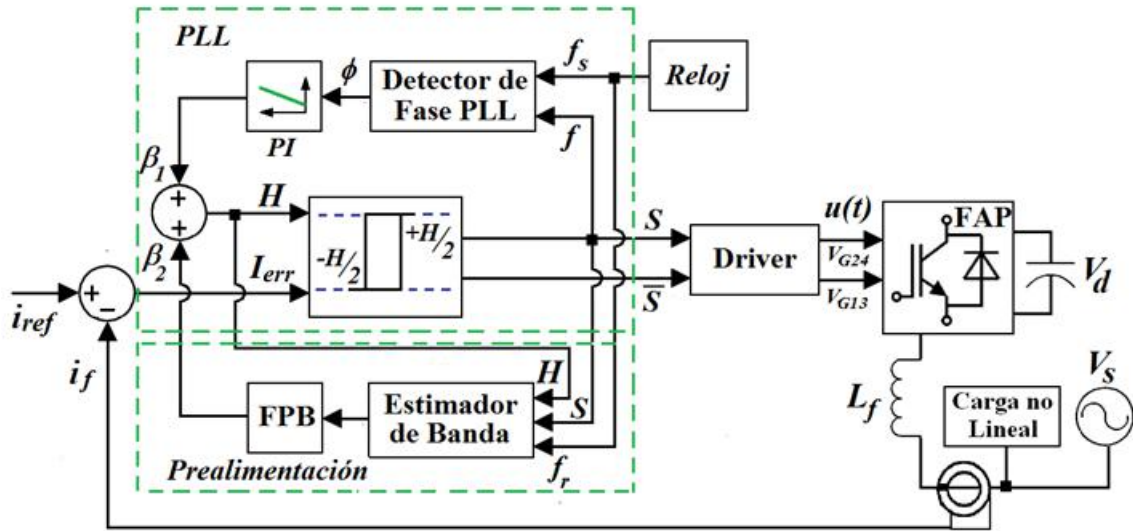 PLL
f_s
Reloj
ϕ
Detector de
Fase PLL
f
PI
β_1
H
S
u(t)
FAP
+H/2
-H/2
β_2
I_err
Driver
V_G24
V_G13
V_d
S̅
i_ref
i_f
H
V_s
FPB
Estimador
de Banda
S
L_f
Carga no
Lineal
f_r
Prealimentación
+
+
+
-